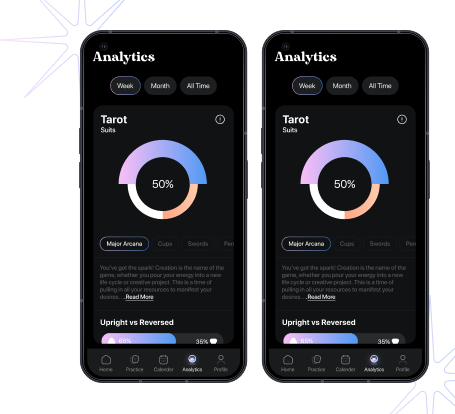 Analytics
Week Month All Time
Tarot
Suits
50%
Major Arcana Cups Swords Pen
You've got the spark! Creation is the name of the
game, whether you pour your energy into a new
life cycle or creative project. This is a time of
pulling in all your resources to manifest your
desires. ...Read More
Upright vs Reversed
65% 35%
Home Practice Calender Analytics Profile
Analytics
Week Month All Time
Tarot
Suits
50%
Major Arcana Cups Swords Pen
You've got the spark! Creation is the name of the
game, whether you pour your energy into a new
life cycle or creative project. This is a time of
pulling in all your resources to manifest your
desires. ...Read More
Upright vs Reversed
65% 35%
Home Practice Calender Analytics Profile